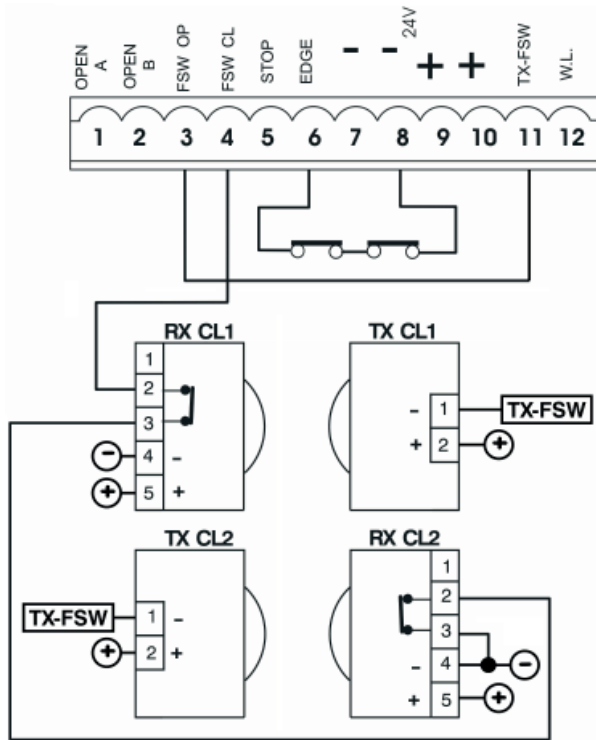 OPEN A
OPEN B
FSW OP
FSW CL
STOP
EDGE
-
- 24V
+
+
TX-FSW
W.L.
1 2 3 4 5 6 7 8 9 10 11 12
RX CL1
1
2
3
- 4 -
+ 5 +
TX CL1
- 1 TX-FSW
+ 2 +
TX CL2
TX-FSW 1 -
+ 2 +
RX CL2
1
2
3
- 4 -
+ 5 +